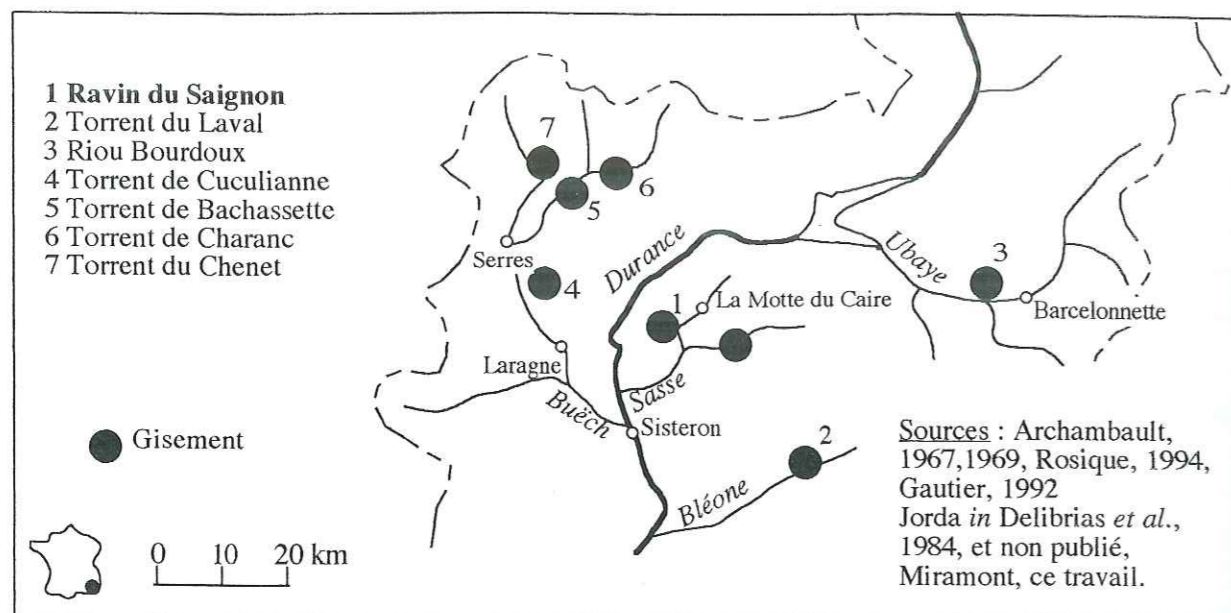 1 Ravin du Saignon
2 Torrent du Laval
3 Riou Bourdoux
4 Torrent de Cuculianne
5 Torrent de Bachassette
6 Torrent de Charanc
7 Torrent du Chenet
7
6
5
Serres
4
Durance
Ubaye
3
Barcelonnette
1
La Motte du Caire
Laragne
Buëch
Sasse
Sisteron
2
Bléone
Gisement
0 10 20 km
Sources : Archambault,
1967,1969, Rosique, 1994,
Gautier, 1992
Jorda in Delibrias et al.,
1984, et non publié,
Miramont, ce travail.